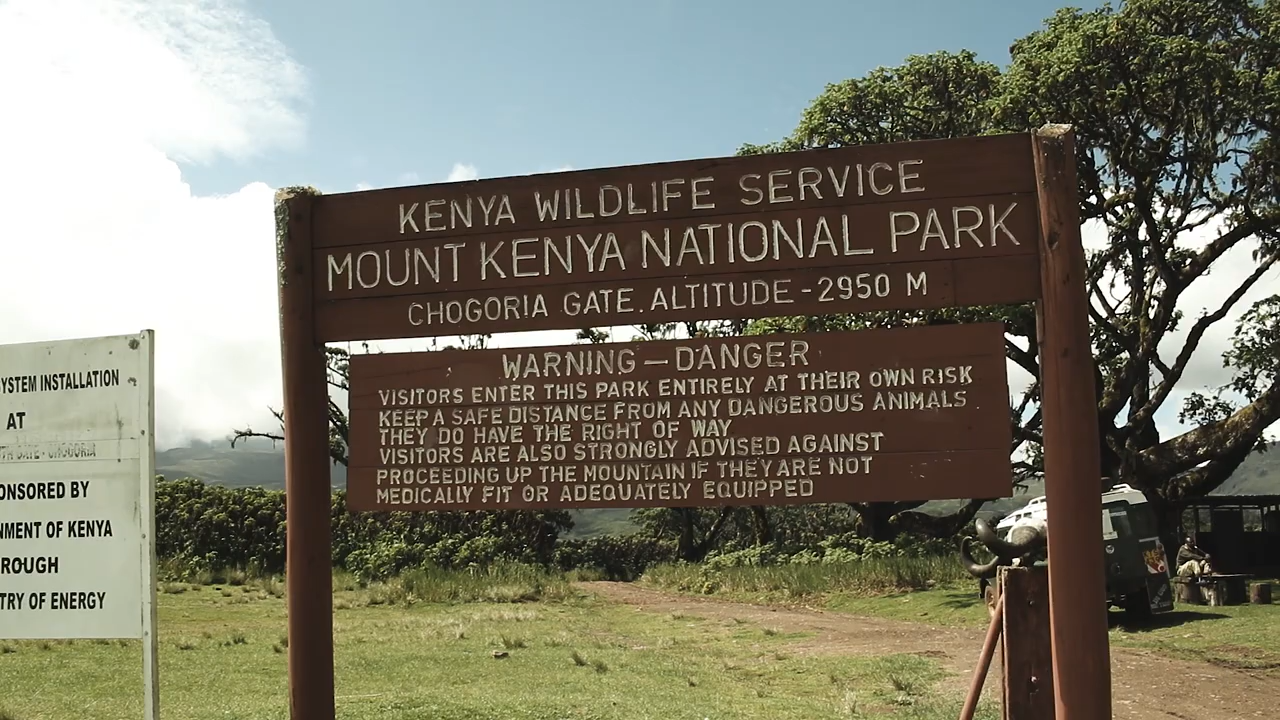 KENYA WILDLIFE SERVICE
MOUNT KENYA NATIONAL PARK
CHOGORIA GATE. ALTITUDE - 2950 M
WARNING — DANGER
VISITORS ENTER THIS PARK ENTIRELY AT THEIR OWN RISK
KEEP A SAFE DISTANCE FROM ANY DANGEROUS ANIMALS
THEY DO HAVE THE RIGHT OF WAY
VISITORS ARE ALSO STRONGLY ADVISED AGAINST
PROCEEDING UP THE MOUNTAIN IF THEY ARE NOT
MEDICALLY FIT OR ADEQUATELY EQUIPPED
YSTEM INSTALLATION
AT
GATE - CHOGORIA
ONSORED BY
NMENT OF KENYA
ROUGH
TRY OF ENERGY